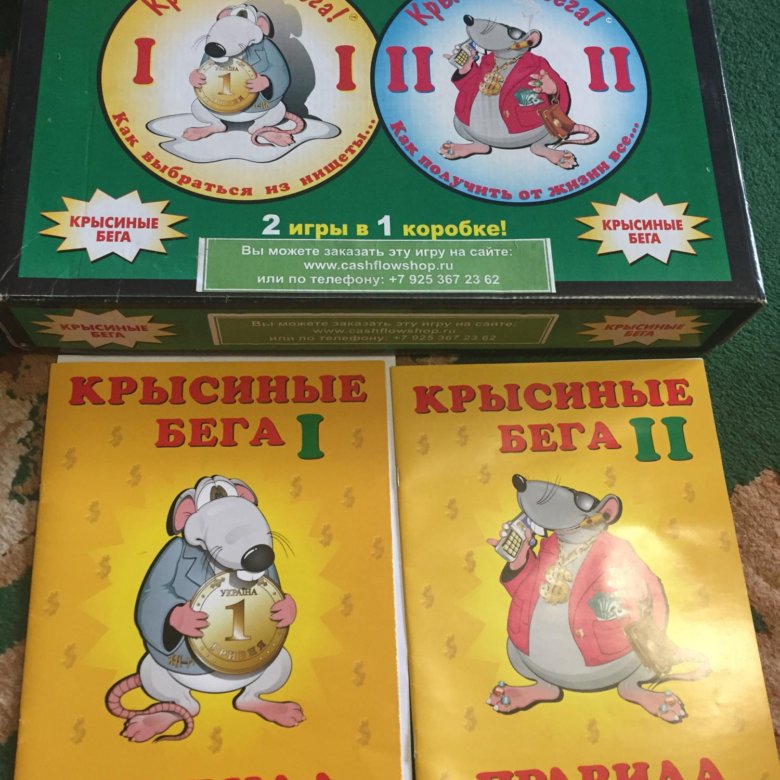 I I
Как выбраться из нищеты...
II II
Как получить от жизни все...
КРЫСИНЫЕ
БЕГА
2 игры в 1 коробке!
КРЫСИНЫЕ
БЕГА
Вы можете заказать эту игру на сайте:
www.cashflowshop.ru
или по телефону: +7 925 367 23 62
УКРАЇНА
1
КРЫСИНЫЕ
БЕГА
Вы можете заказать эту игру на сайте:
www.cashflowshop.ru
или по телефону: +7 925 367 23 62
КРЫСИНЫЕ
БЕГА
КРЫСИНЫЕ
БЕГА I
УКРАЇНА
1
ГРИВНЯ
КРЫСИНЫЕ
БЕГА II
ПРАВИЛА